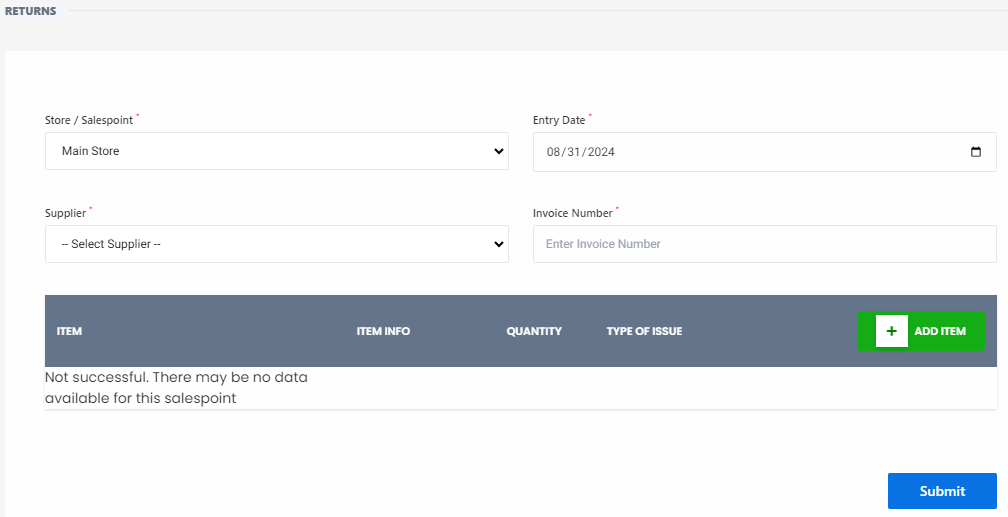 RETURNS
Store / Salespoint *
Entry Date *
Main Store
08/31/2024
Supplier *
Invoice Number *
-- Select Supplier --
Enter Invoice Number
ITEM
ITEM INFO
QUANTITY
TYPE OF ISSUE
+ ADD ITEM
Not successful. There may be no data
available for this salespoint
Submit